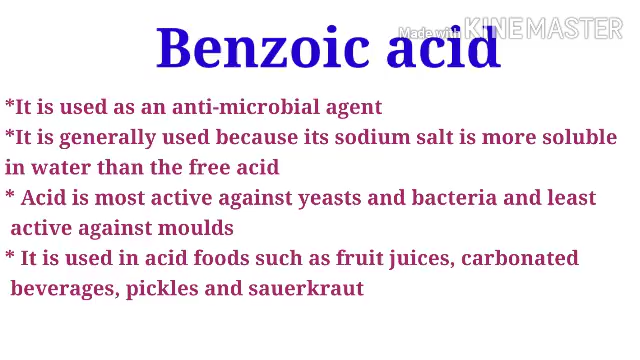 Made with KINEMASTER
Benzoic acid
*It is used as an anti-microbial agent
*It is generally used because its sodium salt is more soluble
in water than the free acid
* Acid is most active against yeasts and bacteria and least
active against moulds
* It is used in acid foods such as fruit juices, carbonated
beverages, pickles and sauerkraut